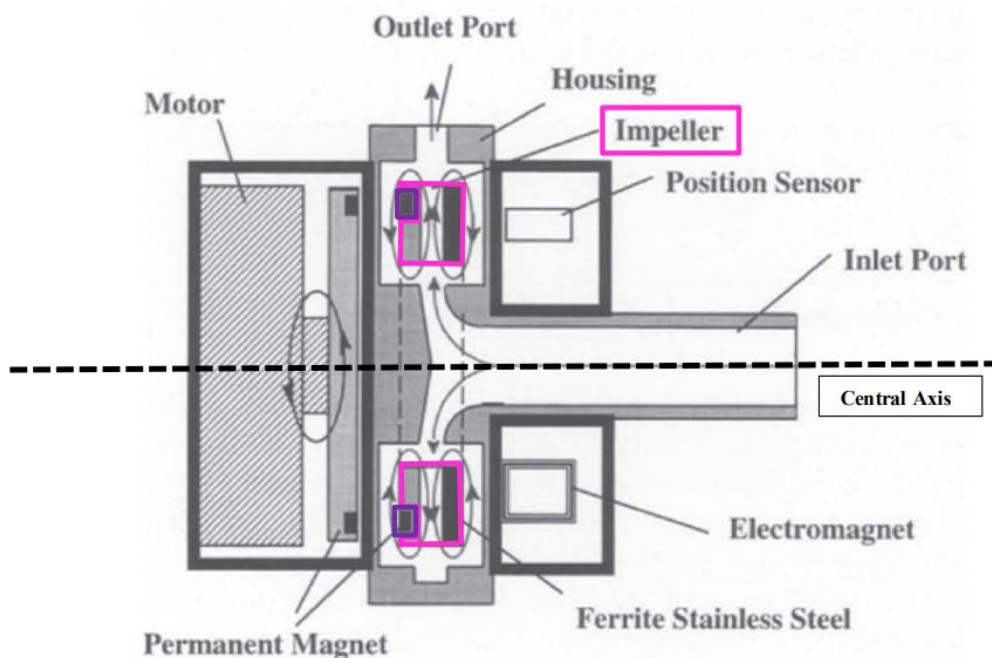 Outlet Port
Housing
Motor
Impeller
Position Sensor
Inlet Port
Central Axis
Electromagnet
Ferrite Stainless Steel
Permanent Magnet